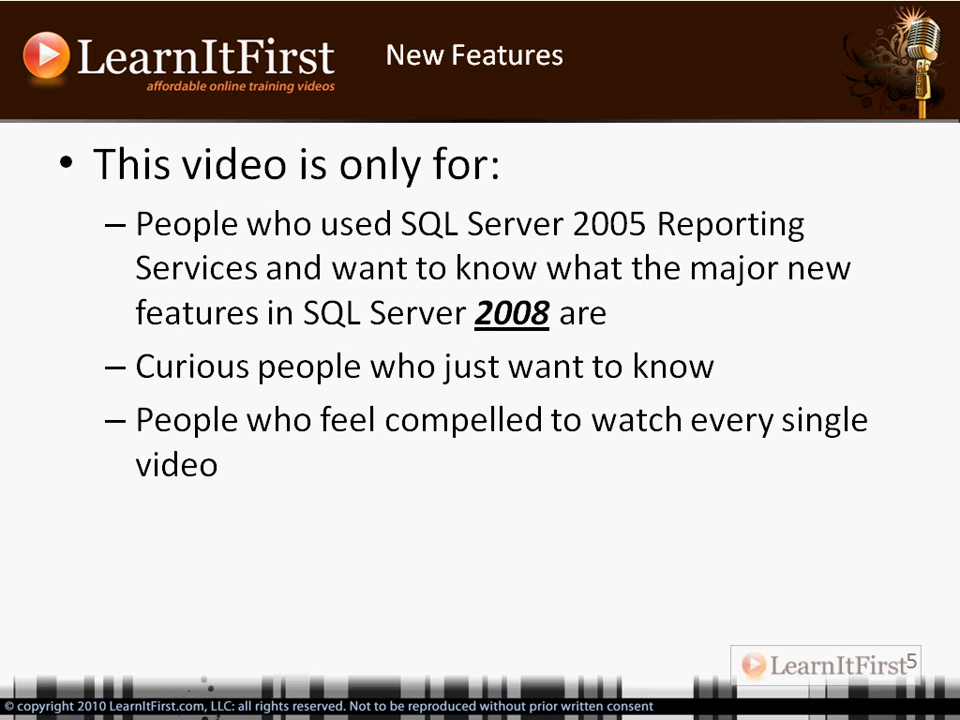 LearnItFirst
affordable online training videos
New Features
• This video is only for:
– People who used SQL Server 2005 Reporting
Services and want to know what the major new
features in SQL Server 2008 are
– Curious people who just want to know
– People who feel compelled to watch every single
video
LearnItFirst
5
© copyright 2010 LearnItFirst.com, LLC: all rights reserved. Not to be reproduced without prior written consent